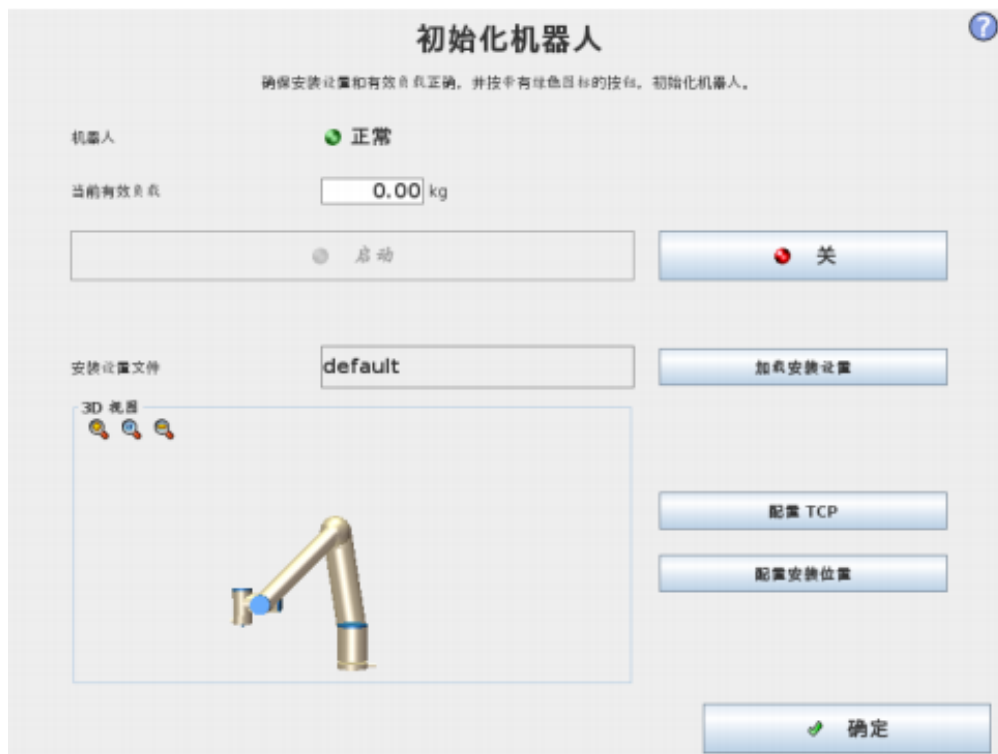 初始化机器人
确保安装设置和有效负载正确，并按带有绿色图标的按钮，初始化机器人。
机器人
正常
当前有效负载
0.00 kg
启动
关
安装设置文件
default
加载安装设置
3D 视图
配置 TCP
配置安装位置
确定
?